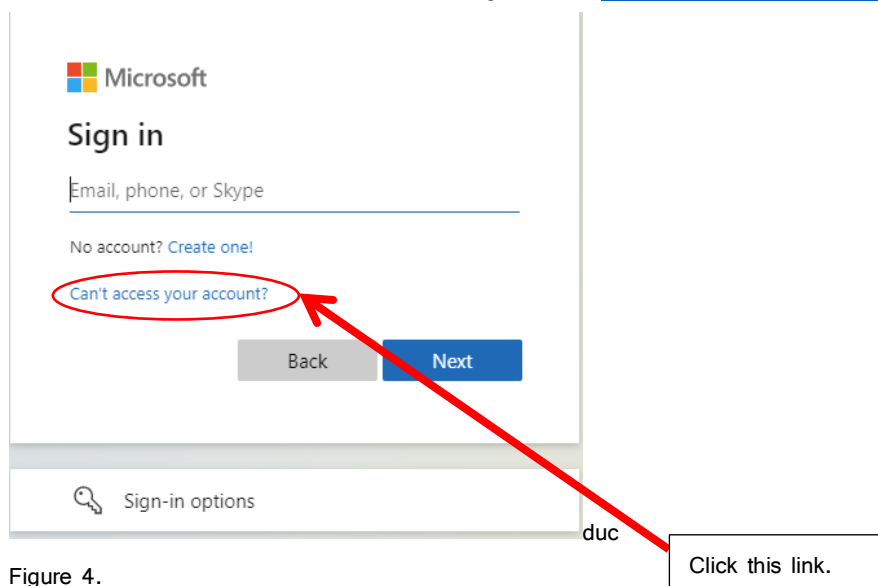 Microsoft
Sign in
Email, phone, or Skype
No account? Create one!
Can't access your account?
Back Next
Sign-in options
duc
Click this link.
Figure 4.